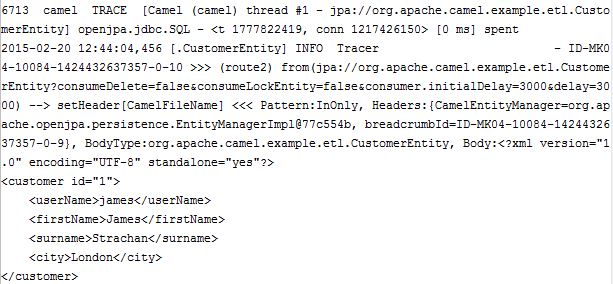 6713  camel  TRACE  [Camel (camel) thread #1 - jpa://org.apache.camel.example.etl.Custo
merEntity] openjpa.jdbc.SQL - <t 1777822419, conn 1217426150> [0 ms] spent
2015-02-20 12:44:04,456 [.CustomerEntity] INFO  Tracer                         - ID-MK0
4-10084-1424432637357-0-10 >>> (route2) from(jpa://org.apache.camel.example.etl.Custome
rEntity?consumeDelete=false&consumeLockEntity=false&consumer.initialDelay=3000&delay=30
00) --> setHeader[CamelFileName] <<< Pattern:InOnly, Headers:{CamelEntityManager=org.ap
ache.openjpa.persistence.EntityManagerImpl@77c554b, breadcrumbId=ID-MK04-10084-14244326
37357-0-9}, BodyType:org.apache.camel.example.etl.CustomerEntity, Body:<?xml version="1
.0" encoding="UTF-8" standalone="yes"?>
<customer id="1">
    <userName>james</userName>
    <firstName>James</firstName>
    <surname>Strachan</surname>
    <city>London</city>
</customer>